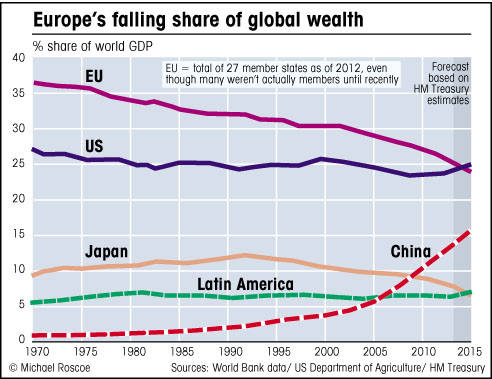 Europe's falling share of global wealth
% share of world GDP
EU = total of 27 member states as of 2012, even
though many weren't actually members until recently
Forecast
based on
HM Treasury
estimates
40
35
30
25
20
15
10
5
0
EU
US
Japan
China
Latin America
1970 1975 1980 1985 1990 1995 2000 2005 2010 2015
© Michael Roscoe
Sources: World Bank data/ US Department of Agriculture/ HM Treasury